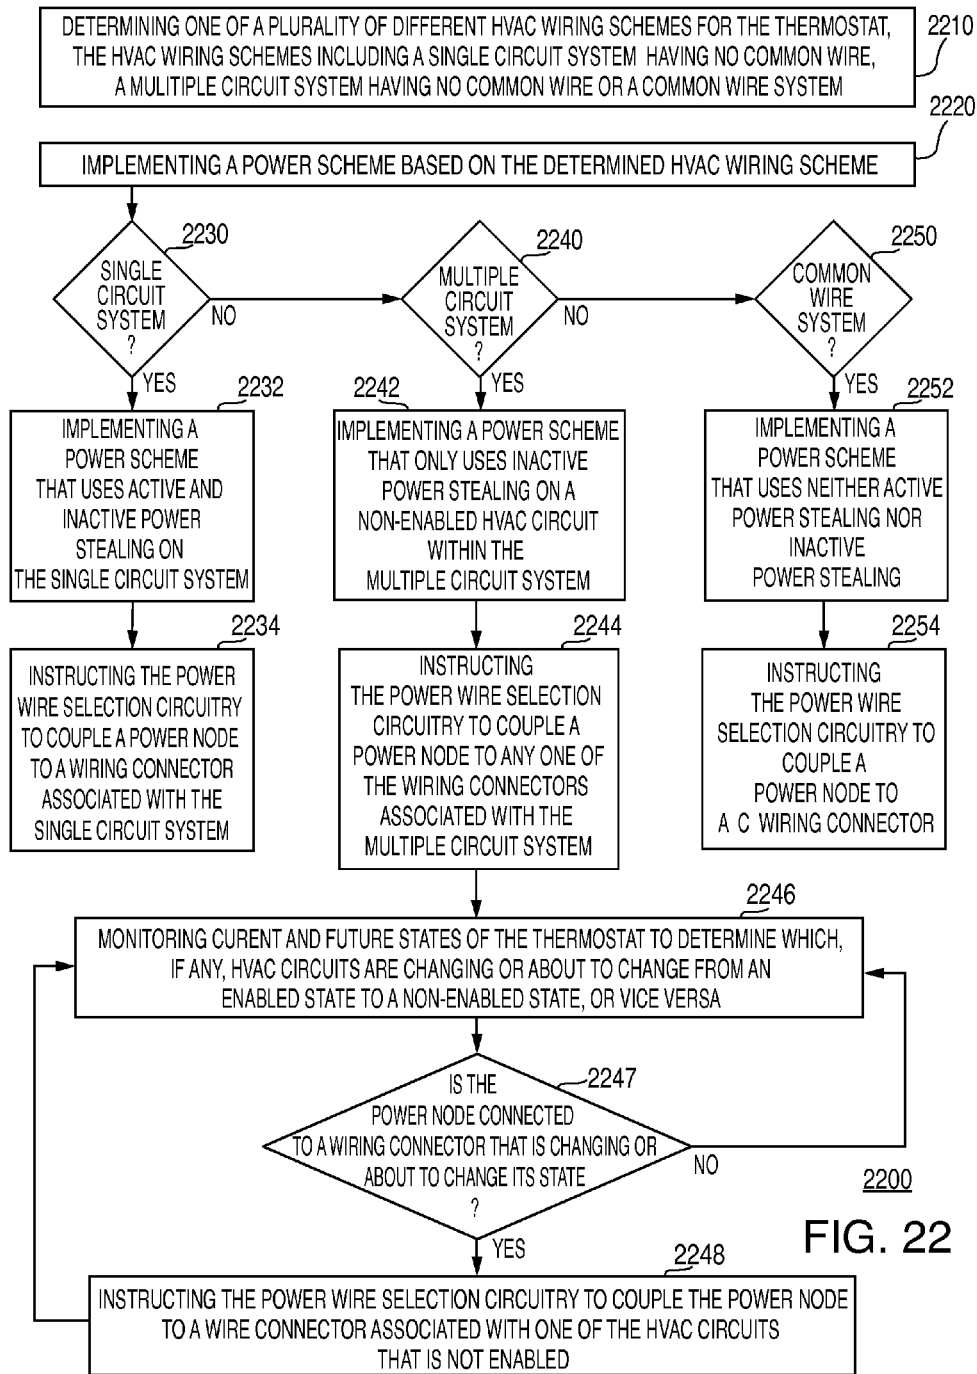 DETERMINING ONE OF A PLURALITY OF DIFFERENT HVAC WIRING SCHEMES FOR THE THERMOSTAT,
THE HVAC WIRING SCHEMES INCLUDING A SINGLE CIRCUIT SYSTEM HAVING NO COMMON WIRE,
A MULITIPLE CIRCUIT SYSTEM HAVING NO COMMON WIRE OR A COMMON WIRE SYSTEM
2210
2220
IMPLEMENTING A POWER SCHEME BASED ON THE DETERMINED HVAC WIRING SCHEME
2230
SINGLE
CIRCUIT
SYSTEM
?
NO
YES
2240
MULTIPLE
CIRCUIT
SYSTEM
?
NO
YES
2250
COMMON
WIRE
SYSTEM
?
YES
2232
IMPLEMENTING A
POWER SCHEME
THAT USES ACTIVE AND
INACTIVE POWER
STEALING ON
THE SINGLE CIRCUIT SYSTEM
2242
IMPLEMENTING A POWER SCHEME
THAT ONLY USES INACTIVE
POWER STEALING ON A
NON-ENABLED HVAC CIRCUIT
WITHIN THE
MULTIPLE CIRCUIT SYSTEM
2252
IMPLEMENTING A
POWER SCHEME
THAT USES NEITHER ACTIVE
POWER STEALING NOR
INACTIVE
POWER STEALING
2234
INSTRUCTING THE POWER
WIRE SELECTION CIRCUITRY
TO COUPLE A POWER NODE
TO A WIRING CONNECTOR
ASSOCIATED WITH THE
SINGLE CIRCUIT SYSTEM
2244
INSTRUCTING
THE POWER WIRE SELECTION
CIRCUITRY TO COUPLE A
POWER NODE TO ANY ONE OF
THE WIRING CONNECTORS
ASSOCIATED WITH THE
MULTIPLE CIRCUIT SYSTEM
2254
INSTRUCTING
THE POWER WIRE
SELECTION CIRCUITRY TO
COUPLE A
POWER NODE TO
A C WIRING CONNECTOR
2246
MONITORING CURENT AND FUTURE STATES OF THE THERMOSTAT TO DETERMINE WHICH,
IF ANY, HVAC CIRCUITS ARE CHANGING OR ABOUT TO CHANGE FROM AN
ENABLED STATE TO A NON-ENABLED STATE, OR VICE VERSA
2247
IS THE
POWER NODE CONNECTED
TO A WIRING CONNECTOR THAT IS CHANGING OR
ABOUT TO CHANGE ITS STATE
?
NO
YES
2200
FIG. 22
2248
INSTRUCTING THE POWER WIRE SELECTION CIRCUITRY TO COUPLE THE POWER NODE
TO A WIRE CONNECTOR ASSOCIATED WITH ONE OF THE HVAC CIRCUITS
THAT IS NOT ENABLED